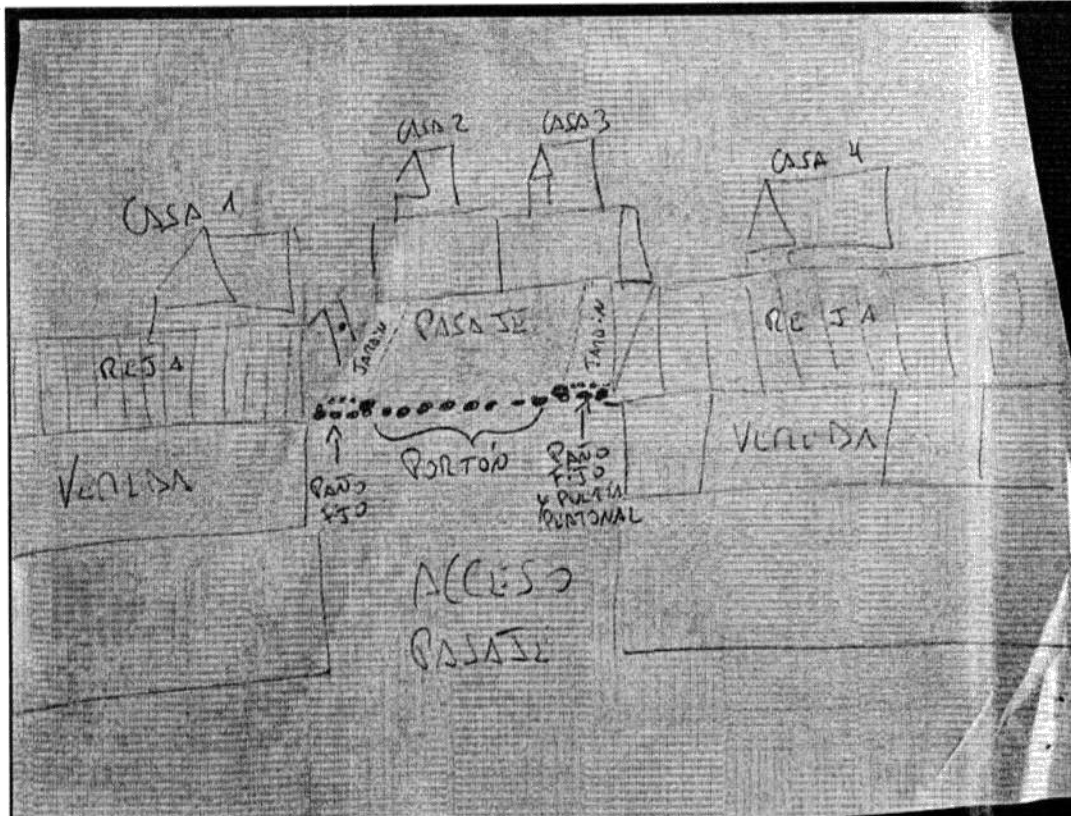 CASA 2
CASA 3
CASA 4
CASA 1
JARDIN
PASAJE
JARDIN
REJA
REJA
PORTÓN
VEREDA
VEREDA
PAÑO
FIJO
PAÑO
FIJO
Y PUERTA
PEATONAL
ACCESO
PASAJE